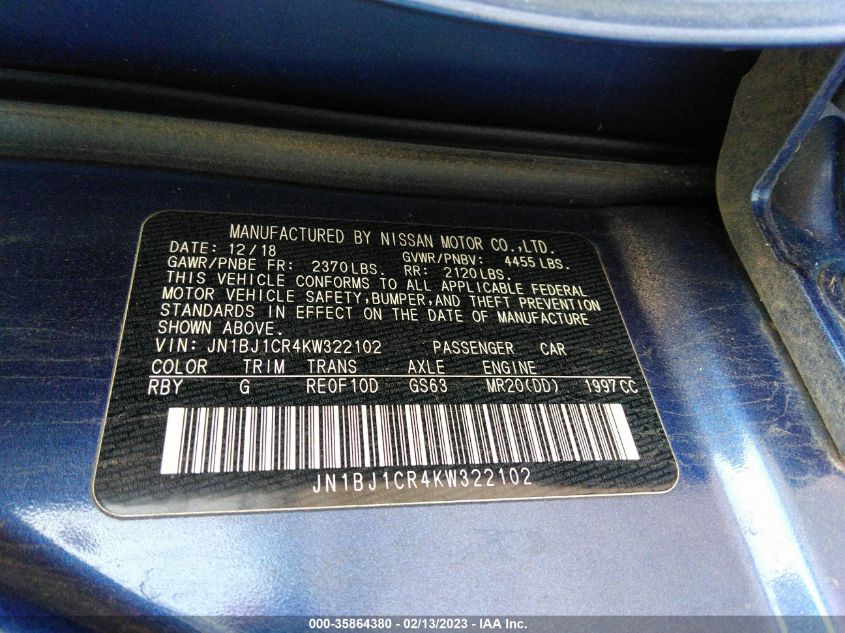 MANUFACTURED BY NISSAN MOTOR CO.,LTD.
DATE: 12/18 GVWR/PNBV: 4455 LBS.
GAWR/PNBE FR: 2370LBS. RR: 2120LBS.
THIS VEHICLE CONFORMS TO ALL APPLICABLE FEDERAL
MOTOR VEHICLE SAFETY,BUMPER,AND THEFT PREVENTION
STANDARDS IN EFFECT ON THE DATE OF MANUFACTURE
SHOWN ABOVE.
VIN: JN1BJ1CR4KW322102 PASSENGER CAR
COLOR TRIM TRANS AXLE ENGINE
RBY G RE0F10D GS63 MR20(DD) 1997CC
JN1BJ1CR4KW322102
000-35864380 - 02/13/2023 - IAA Inc.